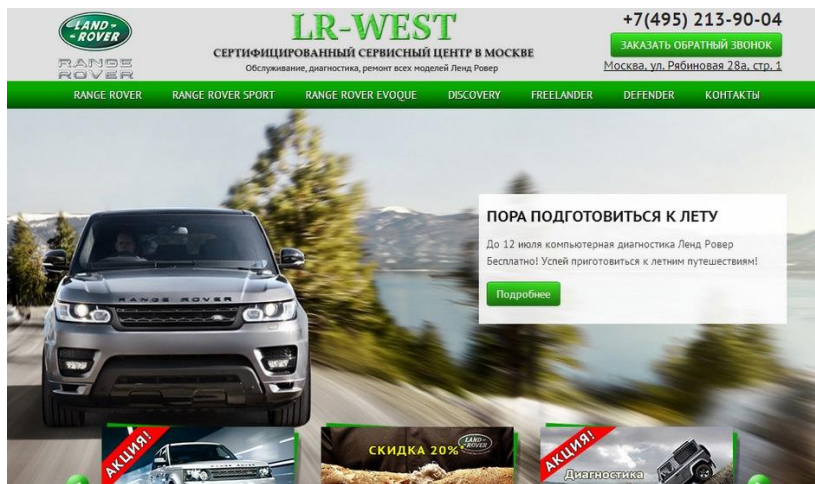 LAND-
-ROVER
RANGE
ROVER
LR-WEST
СЕРТИФИЦИРОВАННЫЙ СЕРВИСНЫЙ ЦЕНТР В МОСКВЕ
Обслуживание, диагностика, ремонт всех моделей Ленд Ровер
+7(495) 213-90-04
ЗАКАЗАТЬ ОБРАТНЫЙ ЗВОНОК
Москва, ул. Рябиновая 28а, стр. 1
RANGE ROVER RANGE ROVER SPORT RANGE ROVER EVOQUE DISCOVERY FREELANDER DEFENDER КОНТАКТЫ
ПОРА ПОДГОТОВИТЬСЯ К ЛЕТУ
До 12 июля компьютерная диагностика Ленд Ровер
Бесплатно! Успей приготовиться к летним путешествиям!
Подробнее
RANGE ROVER
АКЦИЯ!
СКИДКА 20%
LAND-
-ROVER
АКЦИЯ!
Диагностика